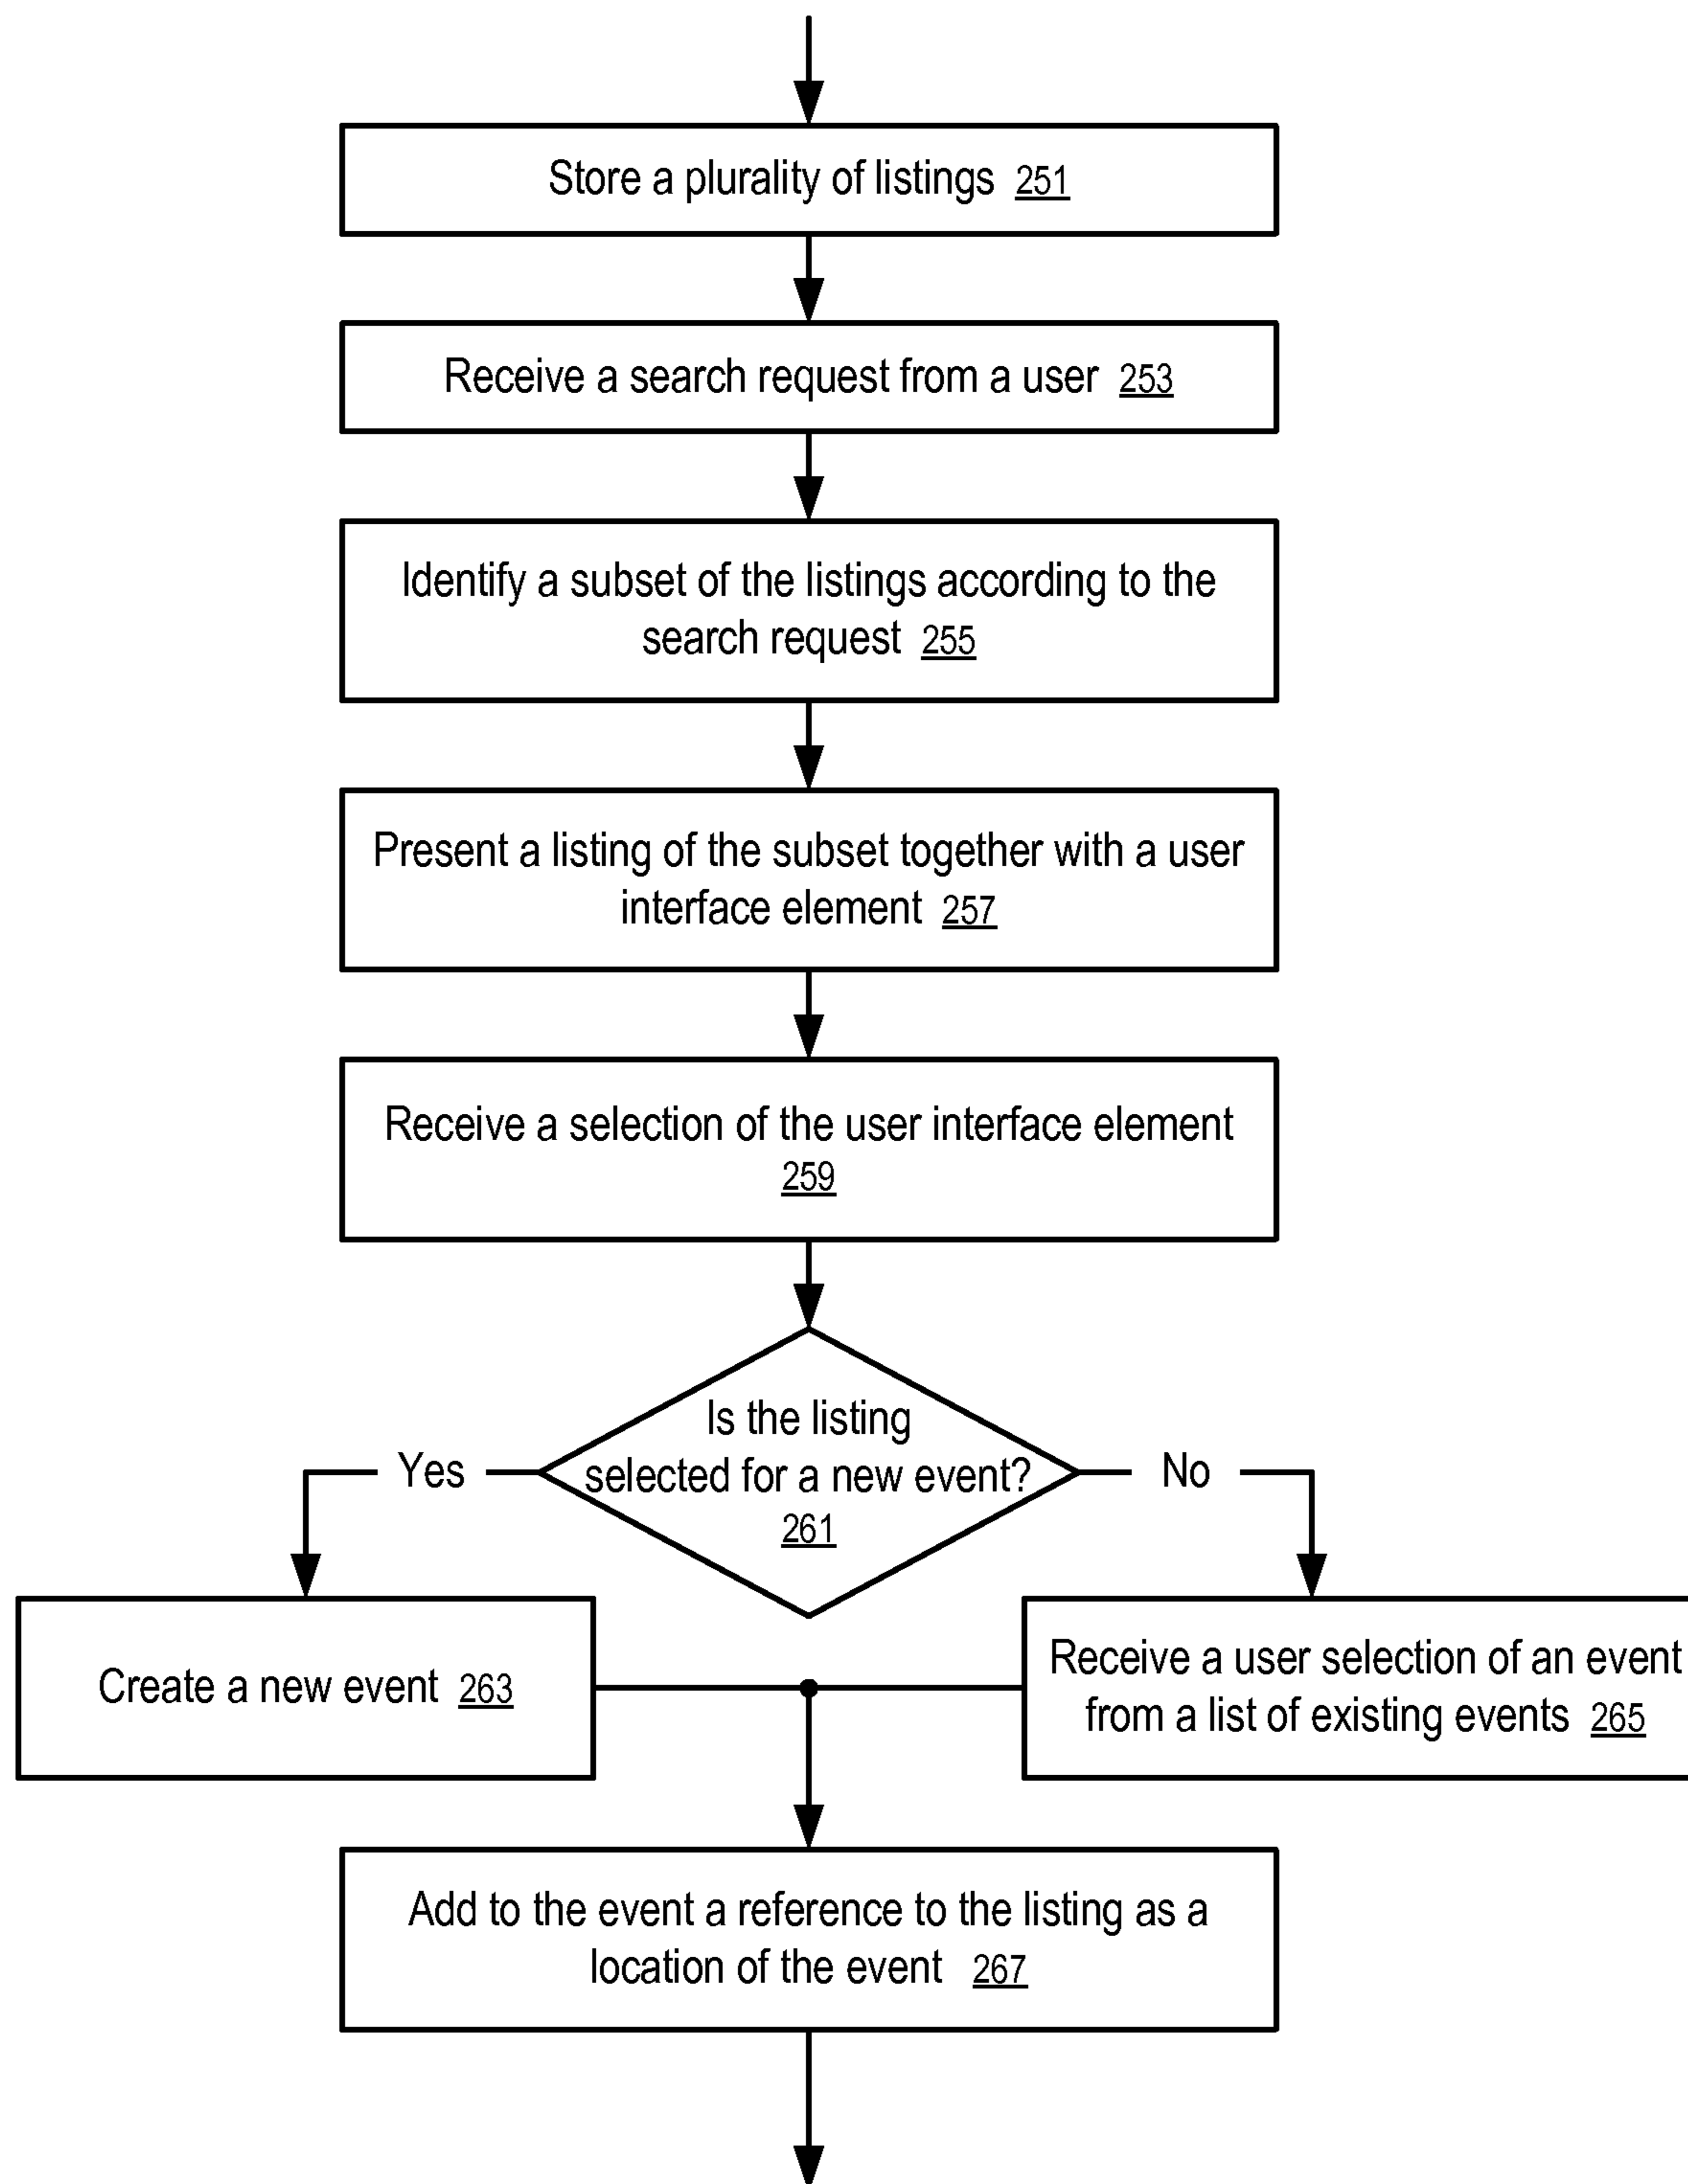 Store a plurality of listings 251
Receive a search request from a user 253
Identify a subset of the listings according to the
search request 255
Present a listing of the subset together with a user
interface element 257
Receive a selection of the user interface element
259
Is the listing
selected for a new event?
261
Yes
No
Create a new event 263
Receive a user selection of an event
from a list of existing events 265
Add to the event a reference to the listing as a
location of the event 267